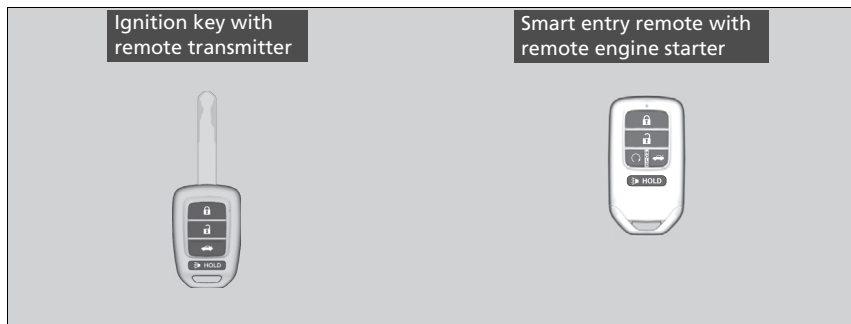 Ignition key with
remote transmitter
Smart entry remote with
remote engine starter
HOLD
HOLD